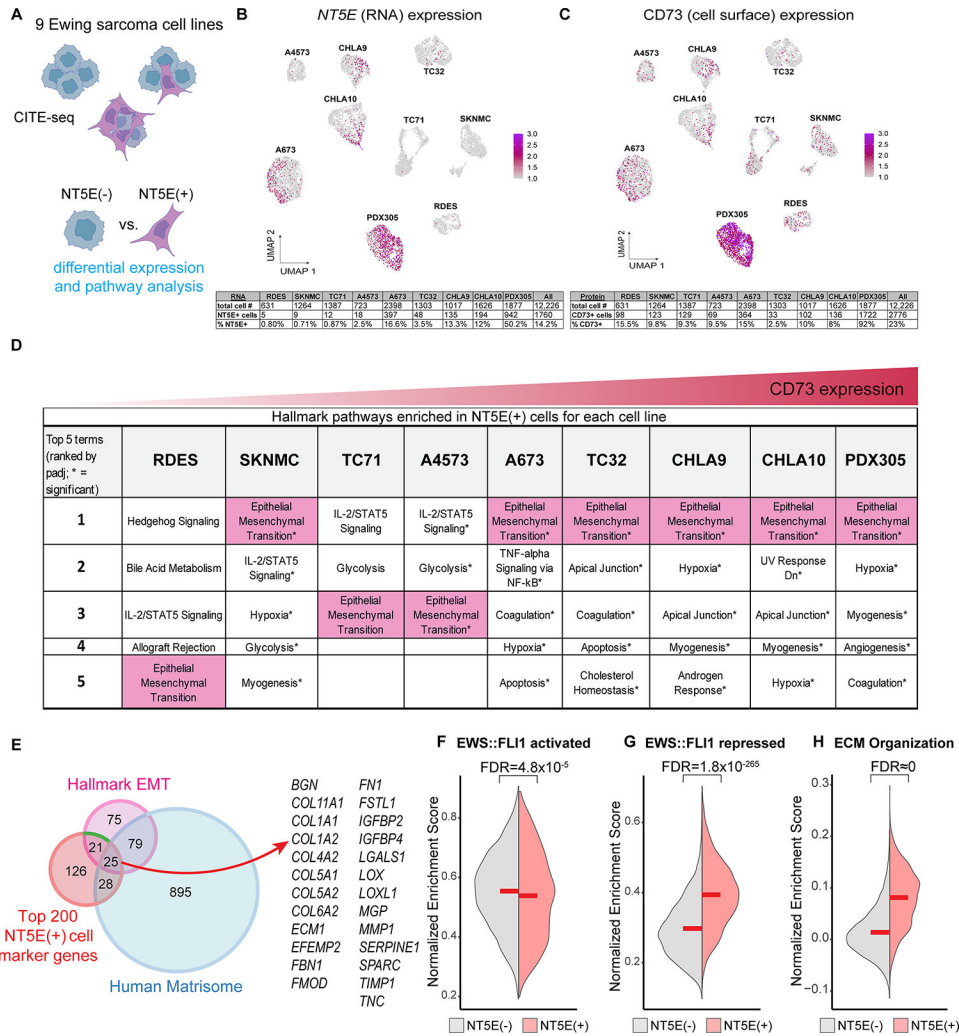 A
9 Ewing sarcoma cell lines
CITE-seq
NT5E(-) NT5E(+)
vs.
differential expression
and pathway analysis
B
NT5E (RNA) expression
A4573
CHLA9
TC32
CHLA10
TC71
SKNMC
A673
3.0
2.5
2.0
1.5
1.0
RDES
PDX305
UMAP 2
UMAP 1
RNA RDES SKNMC TC71 A4573 A673 TC32 CHLA9 CHLA10 PDX305 All
total cell # 631 1264 1387 723 2398 1303 1017 1626 1877 12,226
NT5E+ cells 5 9 12 18 397 48 135 194 942 1760
% NT5E+ 0.80% 0.71% 0.87% 2.5% 16.6% 3.5% 13.3% 12% 50.2% 14.2%
C
CD73 (cell surface) expression
A4573
CHLA9
TC32
CHLA10
TC71
SKNMC
A673
3.0
2.5
2.0
1.5
1.0
RDES
PDX305
UMAP 2
UMAP 1
Protein RDES SKNMC TC71 A4573 A673 TC32 CHLA9 CHLA10 PDX305 All
total cell # 631 1264 1387 723 2398 1303 1017 1626 1877 12,226
CD73+ cells 98 123 129 69 364 33 102 136 1722 2776
% CD73+ 15.5% 9.8% 9.3% 9.5% 15% 2.5% 10% 8% 92% 23%
D
CD73 expression
Hallmark pathways enriched in NT5E(+) cells for each cell line
Top 5 terms
(ranked by
padj; * =
significant)
RDES SKNMC TC71 A4573 A673 TC32 CHLA9 CHLA10 PDX305
1
Hedgehog Signaling
Epithelial
Mesenchymal
Transition*
IL-2/STAT5
Signaling
IL-2/STAT5
Signaling*
Epithelial
Mesenchymal
Transition*
Epithelial
Mesenchymal
Transition*
Epithelial
Mesenchymal
Transition*
Epithelial
Mesenchymal
Transition*
Epithelial
Mesenchymal
Transition*
2
Bile Acid Metabolism
IL-2/STAT5
Signaling*
Glycolysis
Glycolysis*
TNF-alpha
Signaling via
NF-kB*
Apical Junction*
Hypoxia*
UV Response
Dn*
Hypoxia*
3
IL-2/STAT5 Signaling
Hypoxia*
Epithelial
Mesenchymal
Transition
Epithelial
Mesenchymal
Transition*
Coagulation*
Coagulation*
Apical Junction*
Apical Junction*
Myogenesis*
4
Allograft Rejection
Glycolysis*
Hypoxia*
Apoptosis*
Myogenesis*
Myogenesis*
Angiogenesis*
5
Epithelial
Mesenchymal
Transition
Myogenesis*
Apoptosis*
Cholesterol
Homeostasis*
Androgen
Response*
Hypoxia*
Coagulation*
E
Hallmark EMT
75
21
79
25
126
28
895
Top 200
NT5E(+) cell
marker genes
Human Matrisome
BGN FN1
COL11A1 FSTL1
COL1A1 IGFBP2
COL1A2 IGFBP4
COL4A2 LGALS1
COL5A1 LOX
COL5A2 LOXL1
COL6A2 MGP
ECM1 MMP1
EFEMP2 SERPINE1
FBN1 SPARC
FMOD TIMP1
TNC
F EWS::FLI1 activated
FDR=4.8x10-5
Normalized Enrichment Score
0.8
0.6
0.4
0.2
NT5E(-) NT5E(+)
G EWS::FLI1 repressed
FDR=1.8x10-265
Normalized Enrichment Score
0.6
0.4
0.2
NT5E(-) NT5E(+)
H ECM Organization
FDR≈0
Normalized Enrichment Score
0.3
0.2
0.1
0.0
−0.1
NT5E(-) NT5E(+)